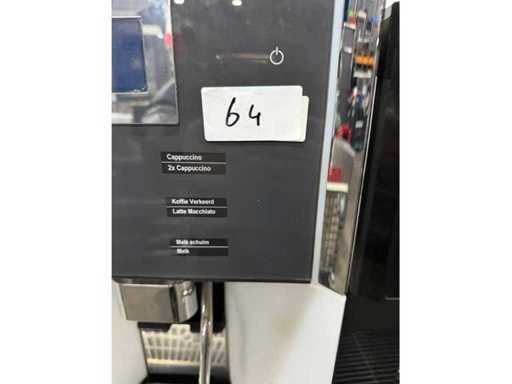 64
Cappuccino
2x Cappuccino
Koffie Verkeerd
Latte Macchiato
Melk schuim
Melk